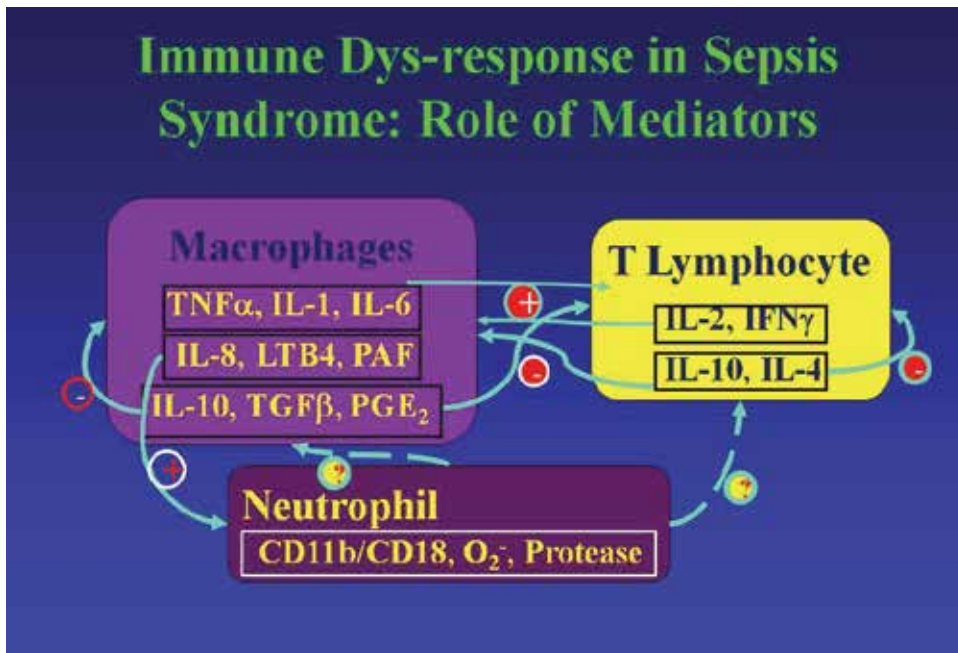 Immune Dys-response in Sepsis
Syndrome: Role of Mediators
Macrophages
TNFα, IL-1, IL-6
IL-8, LTB4, PAF
IL-10, TGFβ, PGE₂
T Lymphocyte
IL-2, IFNγ
IL-10, IL-4
+
-
-
-
+
?
?
Neutrophil
CD11b/CD18, O₂⁻, Protease